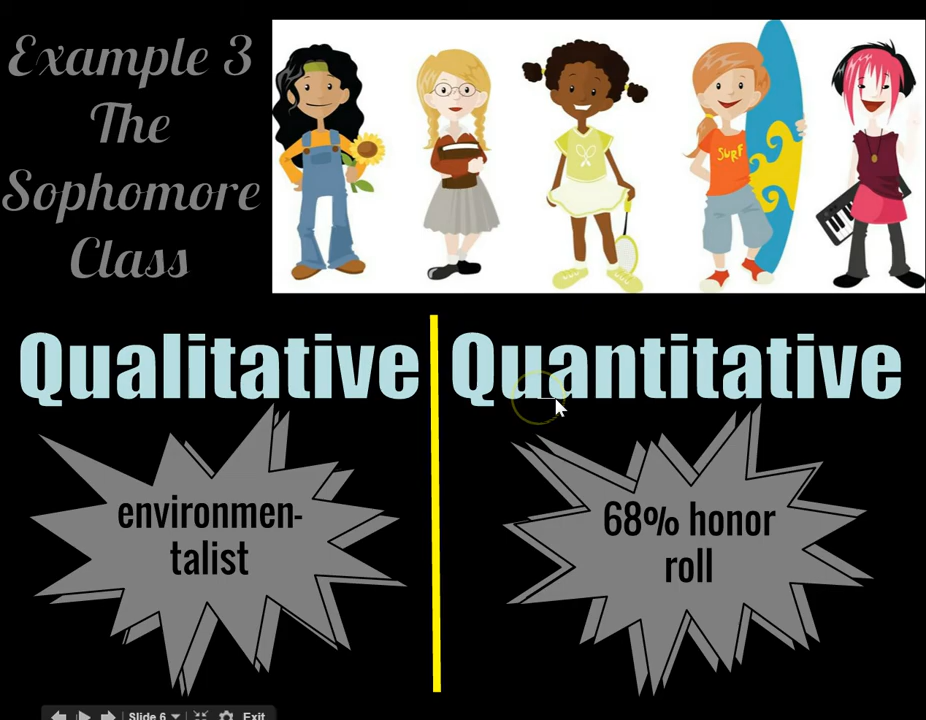 Example 3
The
Sophomore
Class
SURF
Qualitative
Quantitative
environmen-
talist
68% honor
roll
Slide 6
Exit